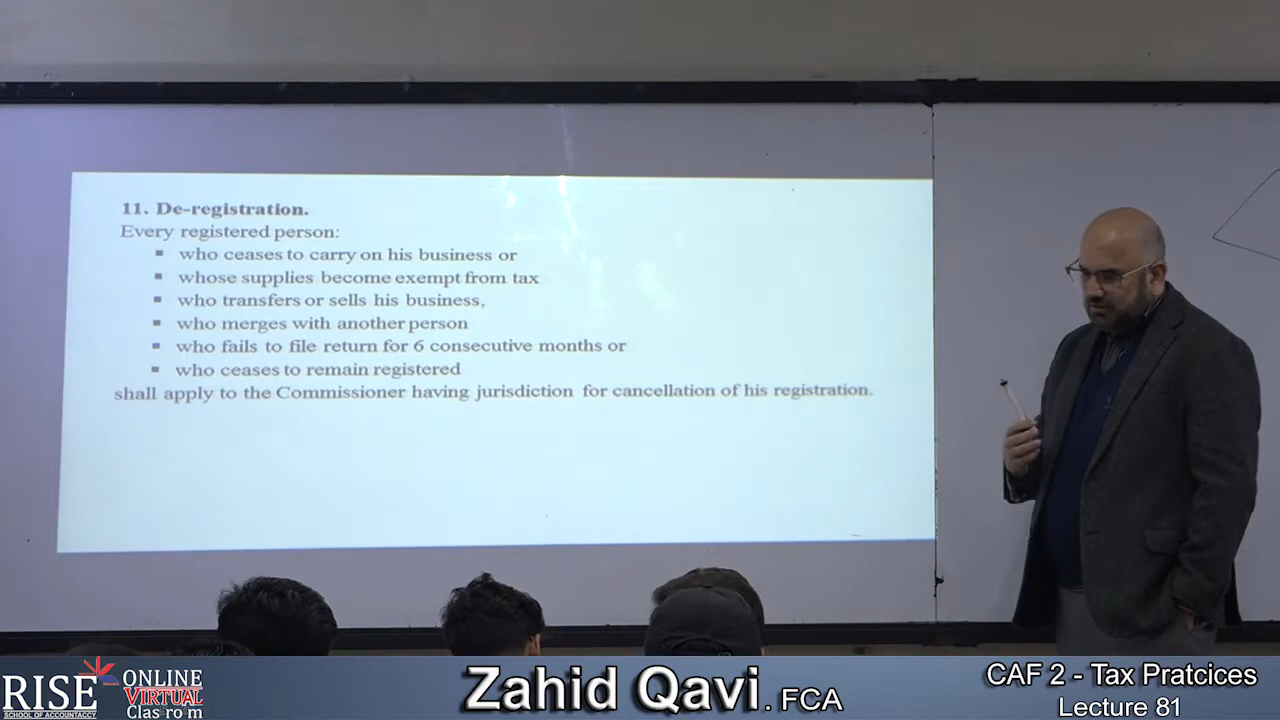 11. De-registration.
Every registered person:
▪ who ceases to carry on his business or
▪ whose supplies become exempt from tax
▪ who transfers or sells his business,
▪ who merges with another person
▪ who fails to file return for 6 consecutive months or
▪ who ceases to remain registered
shall apply to the Commissioner having jurisdiction for cancellation of his registration.
RISE
SCHOOL OF ACCOUNTACCY
ONLINE
VIRTUAL
Clasrom
Zahid Qavi. FCA
CAF 2 - Tax Pratcices
Lecture 81